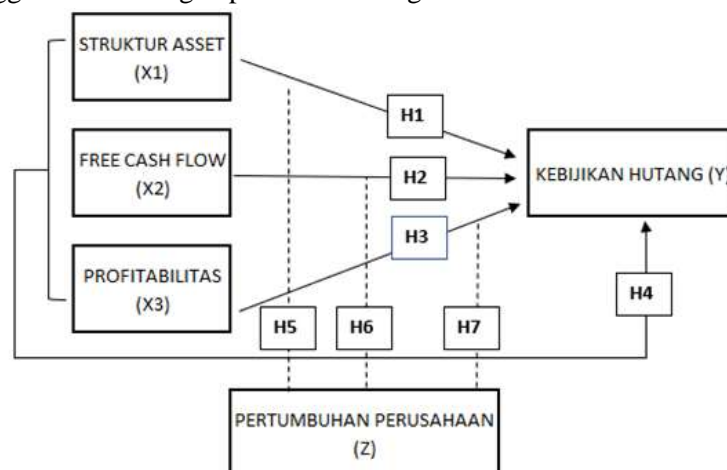 STRUKTUR ASSET
(X1)
H1
FREE CASH FLOW
(X2)
H2
KEBIJIKAN HUTANG (Y)
H3
PROFITABILITAS
(X3)
H4
H5
H6
H7
PERTUMBUHAN PERUSAHAAN
(Z)